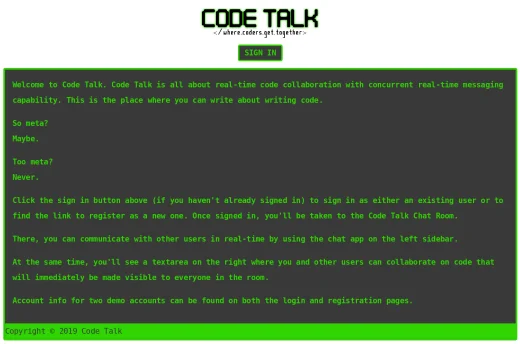 CODE TALK
</where.coders.get.together>
SIGN IN
Welcome to Code Talk. Code Talk is all about real-time code collaboration with concurrent real-time messaging
capability. This is the place where you can write about writing code.
So meta?
Maybe.
Too meta?
Never.
Click the sign in button above (if you haven't already signed in) to sign in as either an existing user or to
find the link to register as a new one. Once signed in, you'll be taken to the Code Talk Chat Room.
There, you can communicate with other users in real-time by using the chat app on the left sidebar.
At the same time, you'll see a textarea on the right where you and other users can collaborate on code that
will immediately be made visible to everyone in the room.
Account info for two demo accounts can be found on both the login and registration pages.
Copyright © 2019 Code Talk